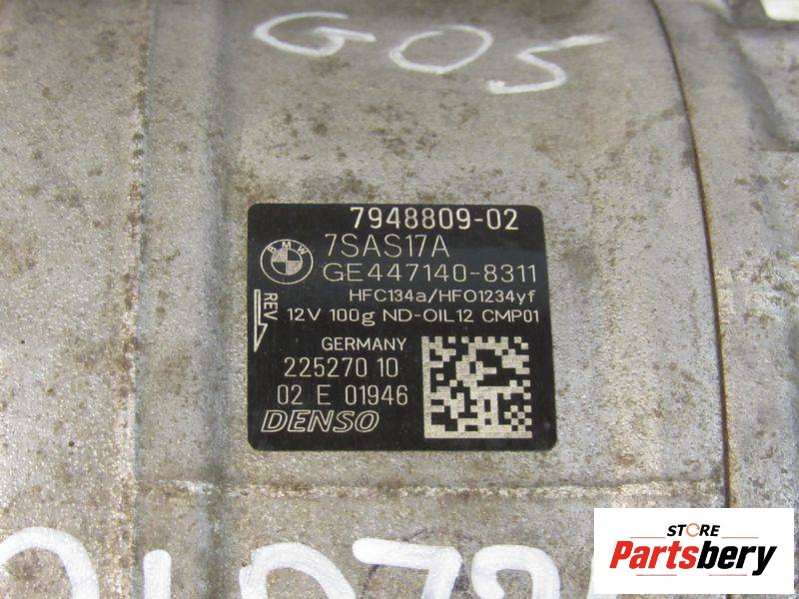 G05
7948809-02
BMW
7SAS17A
GE447140-8311
HFC134a/HFO1234yf
REV
12V 100g ND-OIL12 CMP01
GERMANY
225270 10
02 E 01946
DENSO
STORE
Partsbery